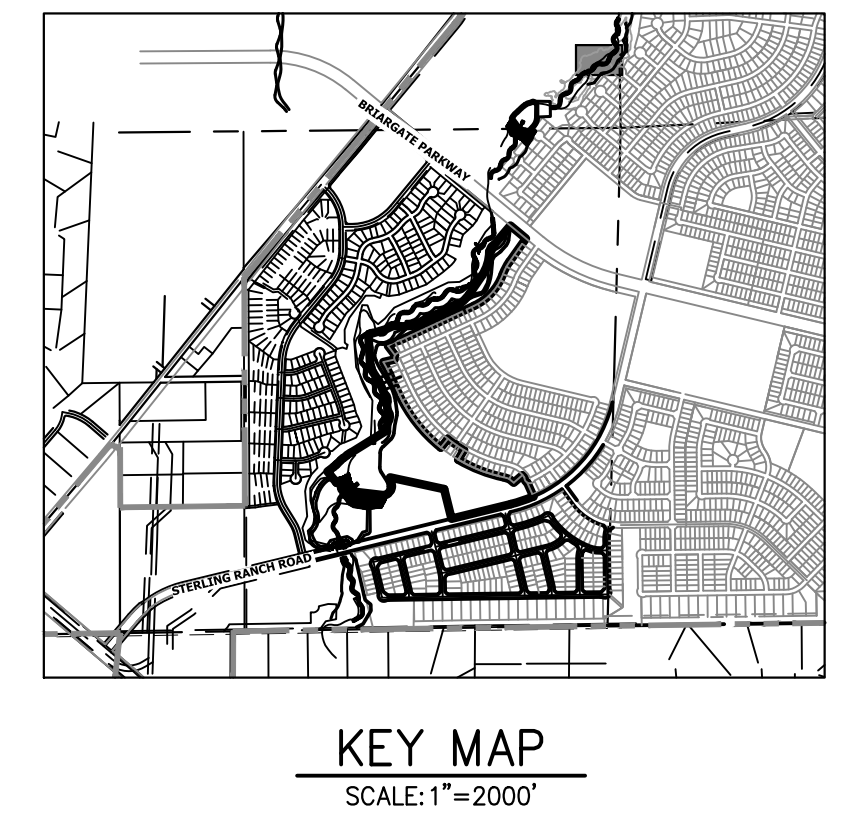 BRIARGATE PARKWAY
STERLING RANCH ROAD
KEY MAP
SCALE: 1"=2000'